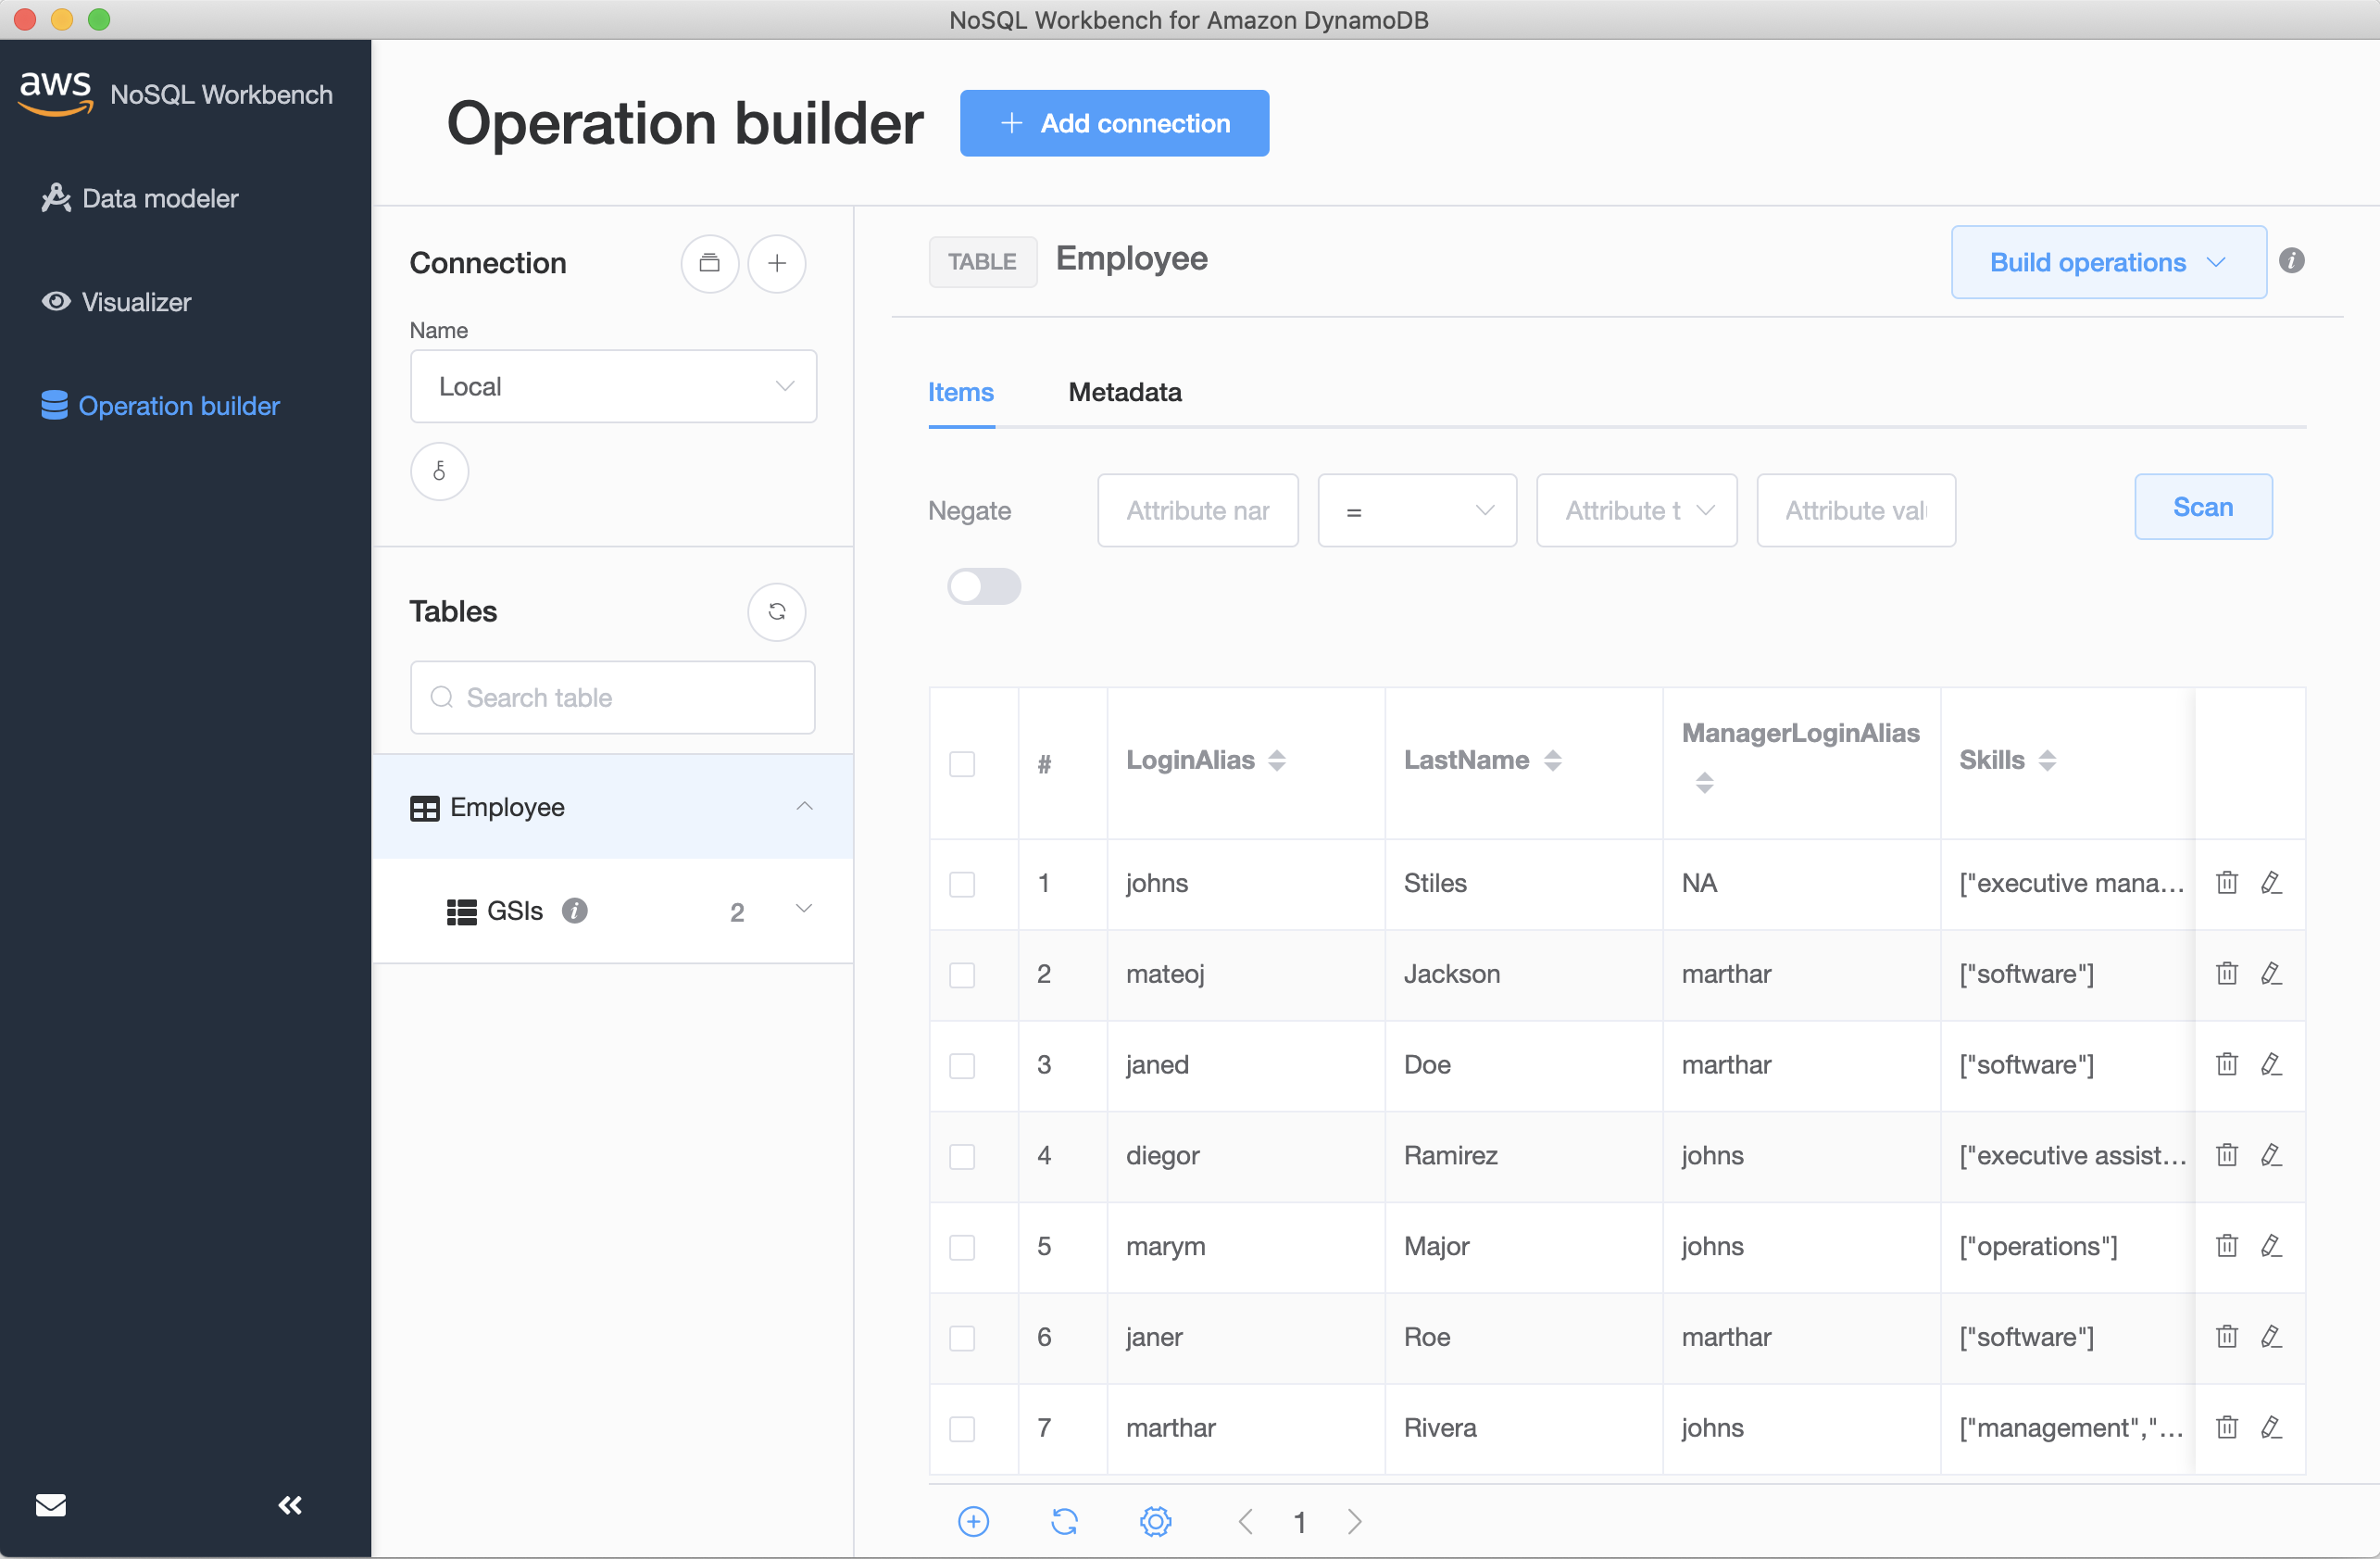 NoSQL Workbench for Amazon DynamoDB
aws NoSQL Workbench
Data modeler
Visualizer
Operation builder
Operation builder
+ Add connection
Connection
Name
Local
Tables
Search table
Employee
GSIs i 2
TABLE Employee
Build operations i
Items Metadata
Negate Attribute nar = Attribute t Attribute val Scan
# LoginAlias LastName ManagerLoginAlias Skills
1 johns Stiles NA ["executive mana...
2 mateoj Jackson marthar ["software"]
3 janed Doe marthar ["software"]
4 diegor Ramirez johns ["executive assist...
5 marym Major johns ["operations"]
6 janer Roe marthar ["software"]
7 marthar Rivera johns ["management","...
1